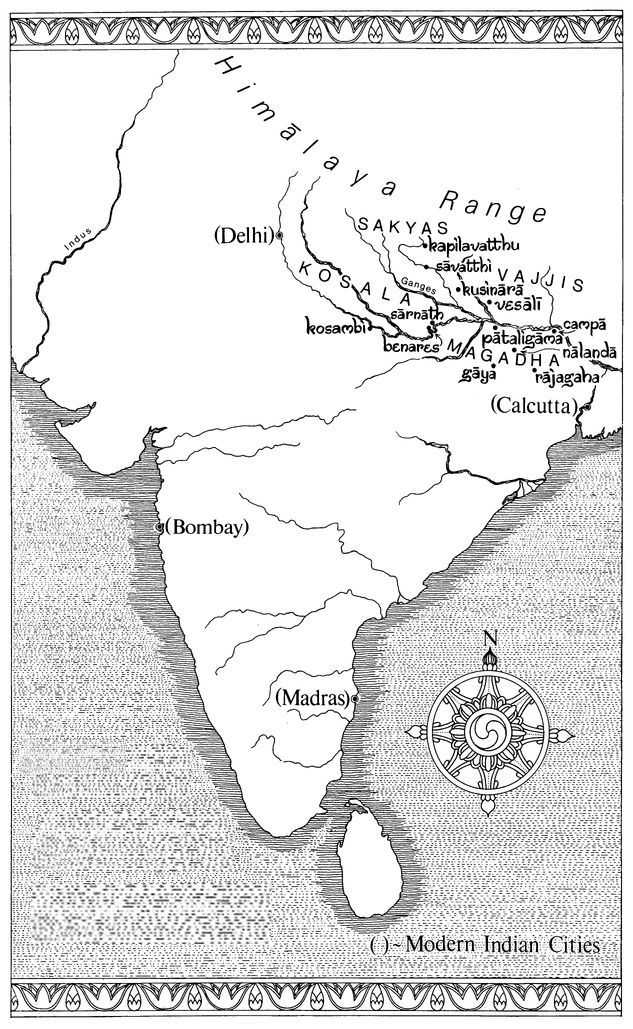 Himālaya Range
Indus
(Delhi)
SAKYAS
kapilavatthu
sāvatthi
VAJJIS
KOSALA
Ganges
kusinārā
vesālī
sārnāth
kosambi
campā
benares
pātaligāma
MAGADHA
nālandā
gāya
rājagaha
(Calcutta)
(Bombay)
N
(Madras)
( )~Modern Indian Cities